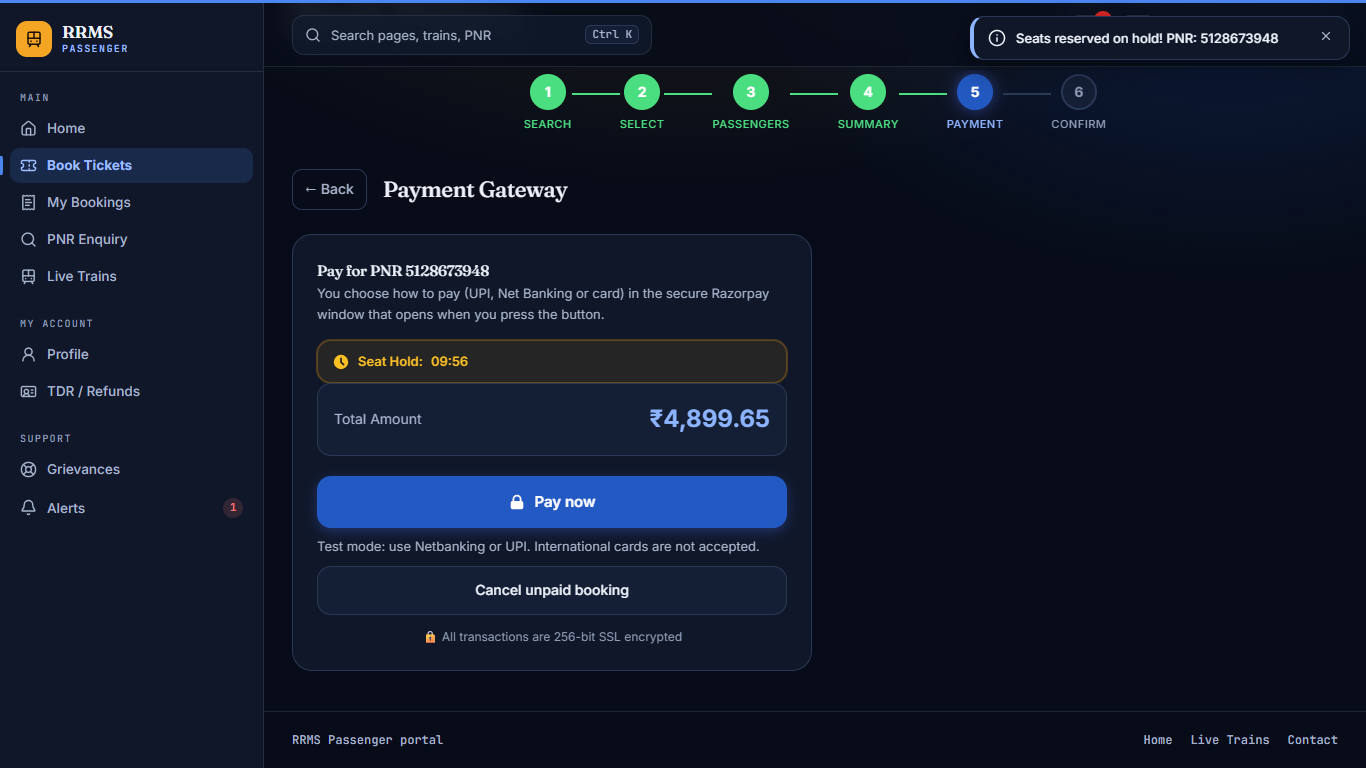 RRMS
PASSENGER
Search pages, trains, PNR
Ctrl K
Seats reserved on hold! PNR: 5128673948
MAIN
Home
Book Tickets
My Bookings
PNR Enquiry
Live Trains
MY ACCOUNT
Profile
TDR / Refunds
SUPPORT
Grievances
Alerts
1
1
SEARCH
2
SELECT
3
PASSENGERS
4
SUMMARY
5
PAYMENT
6
CONFIRM
← Back
Payment Gateway
Pay for PNR 5128673948
You choose how to pay (UPI, Net Banking or card) in the secure Razorpay
window that opens when you press the button.
Seat Hold: 09:56
Total Amount
₹4,899.65
Pay now
Test mode: use Netbanking or UPI. International cards are not accepted.
Cancel unpaid booking
All transactions are 256-bit SSL encrypted
RRMS Passenger portal
Home
Live Trains
Contact